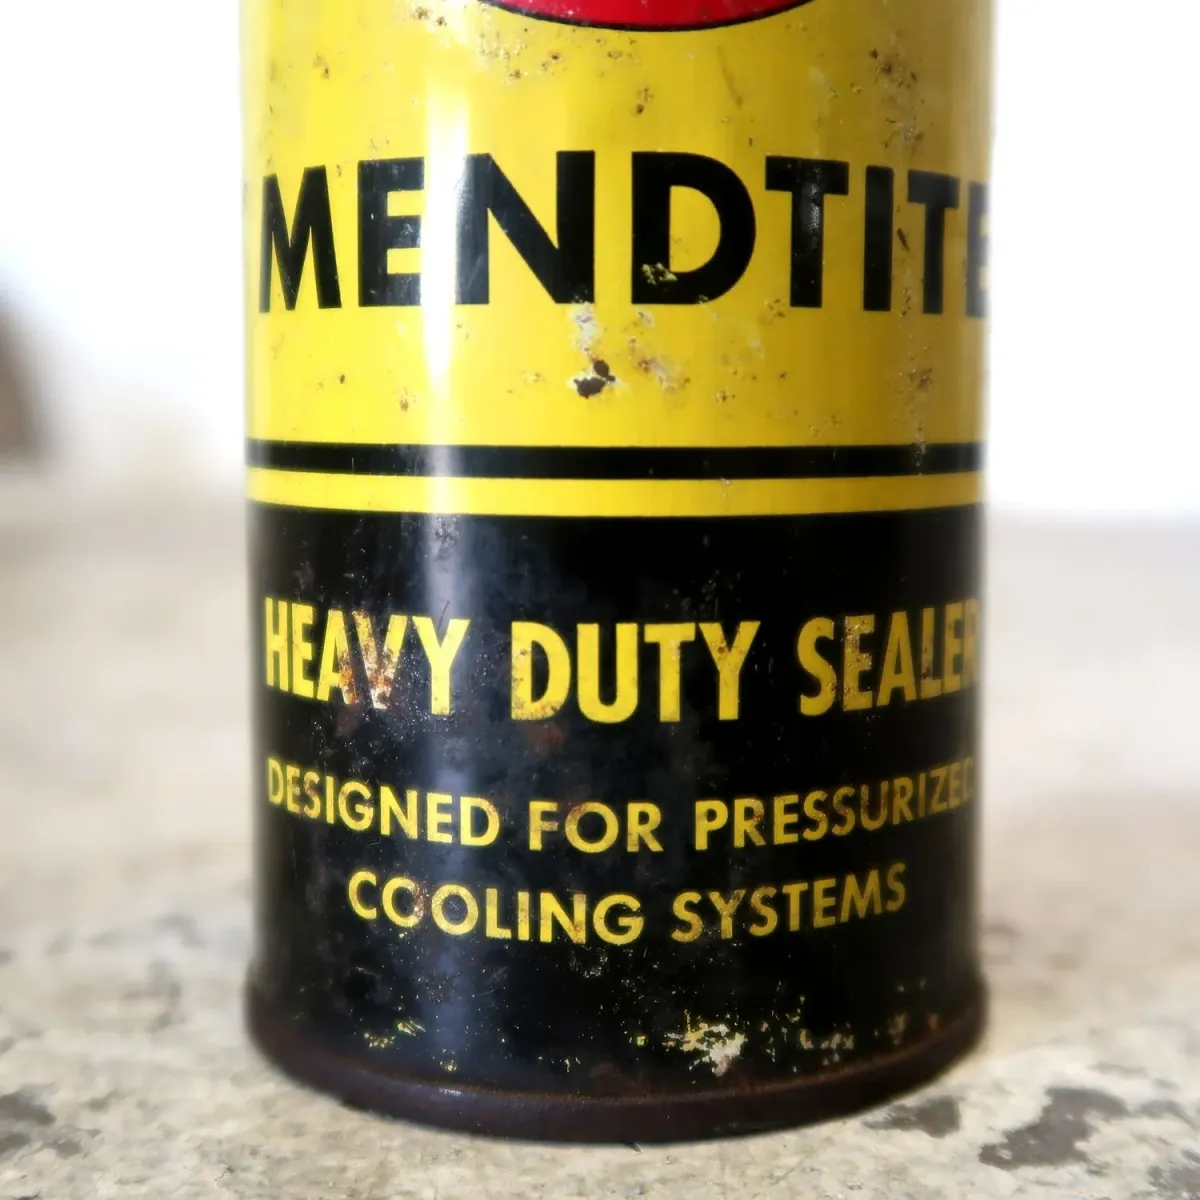 MENDTITE
HEAVY DUTY SEALER
DESIGNED FOR PRESSURIZED
COOLING SYSTEMS